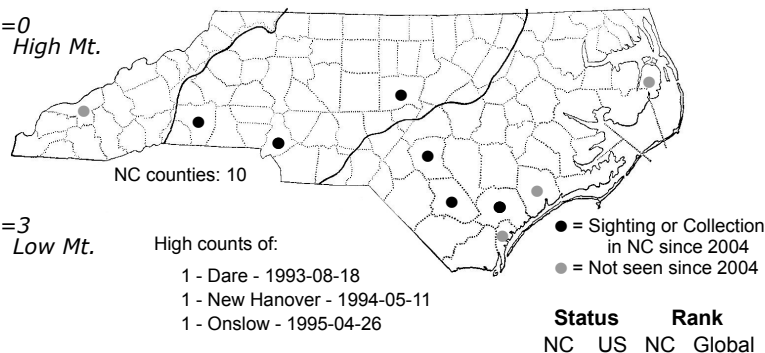 =0
High Mt.
NC counties: 10
=3
Low Mt.
High counts of:
1 - Dare - 1993-08-18
1 - New Hanover - 1994-05-11
1 - Onslow - 1995-04-26
= Sighting or Collection
in NC since 2004
= Not seen since 2004
Status Rank
NC US NC Global